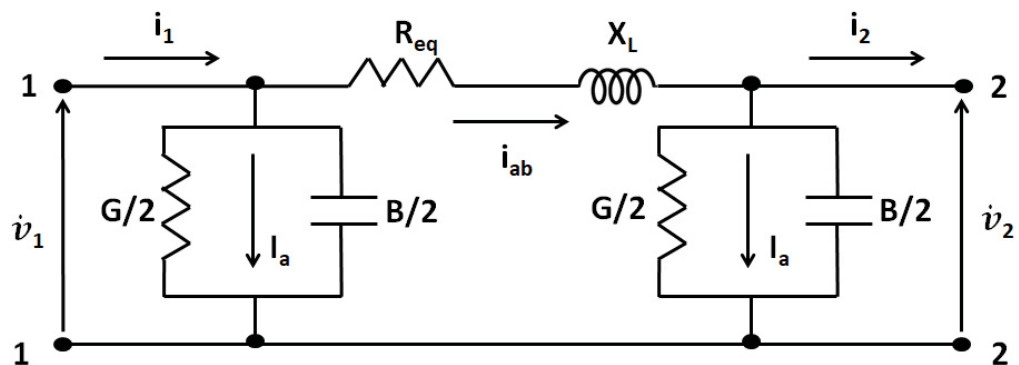 i1 Req XL i2
1 2
iab
G/2 B/2 G/2 B/2
v̇1 Ia Ia v̇2
1 2